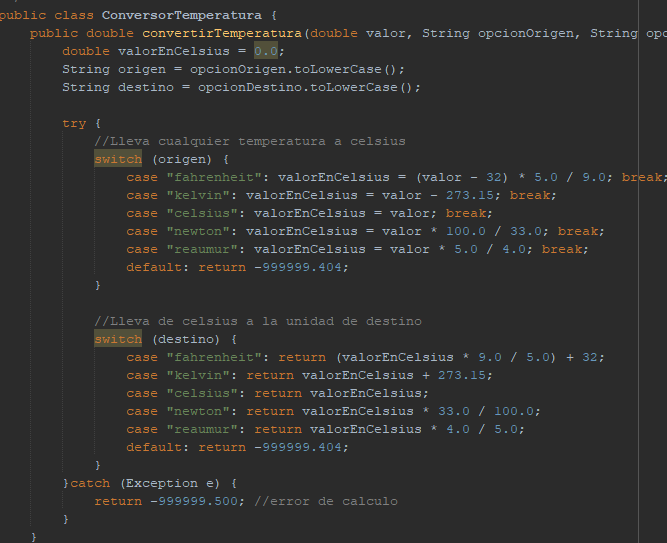 public class ConversorTemperatura {
public double convertirTemperatura(double valor, String opcionOrigen, String
double valorEnCelsius = 0.0;
String origen = opcionOrigen.toLowerCase();
String destino = opcionDestino.toLowerCase();
try {
//Lleva cualquier temperatura a celsius
switch (origen) {
case "fahrenheit": valorEnCelsius = (valor - 32) * 5.0 / 9.0; break;
case "kelvin": valorEnCelsius = valor - 273.15; break;
case "celsius": valorEnCelsius = valor; break;
case "newton": valorEnCelsius = valor * 100.0 / 33.0; break;
case "reaumur": valorEnCelsius = valor * 5.0 / 4.0; break;
default: return -999999.404;
}
//Lleva de celsius a la unidad de destino
switch (destino) {
case "fahrenheit": return (valorEnCelsius * 9.0 / 5.0) + 32;
case "kelvin": return valorEnCelsius + 273.15;
case "celsius": return valorEnCelsius;
case "newton": return valorEnCelsius * 33.0 / 100.0;
case "reaumur": return valorEnCelsius * 4.0 / 5.0;
default: return -999999.404;
}
}catch (Exception e) {
return -999999.500; //error de calculo
}
}